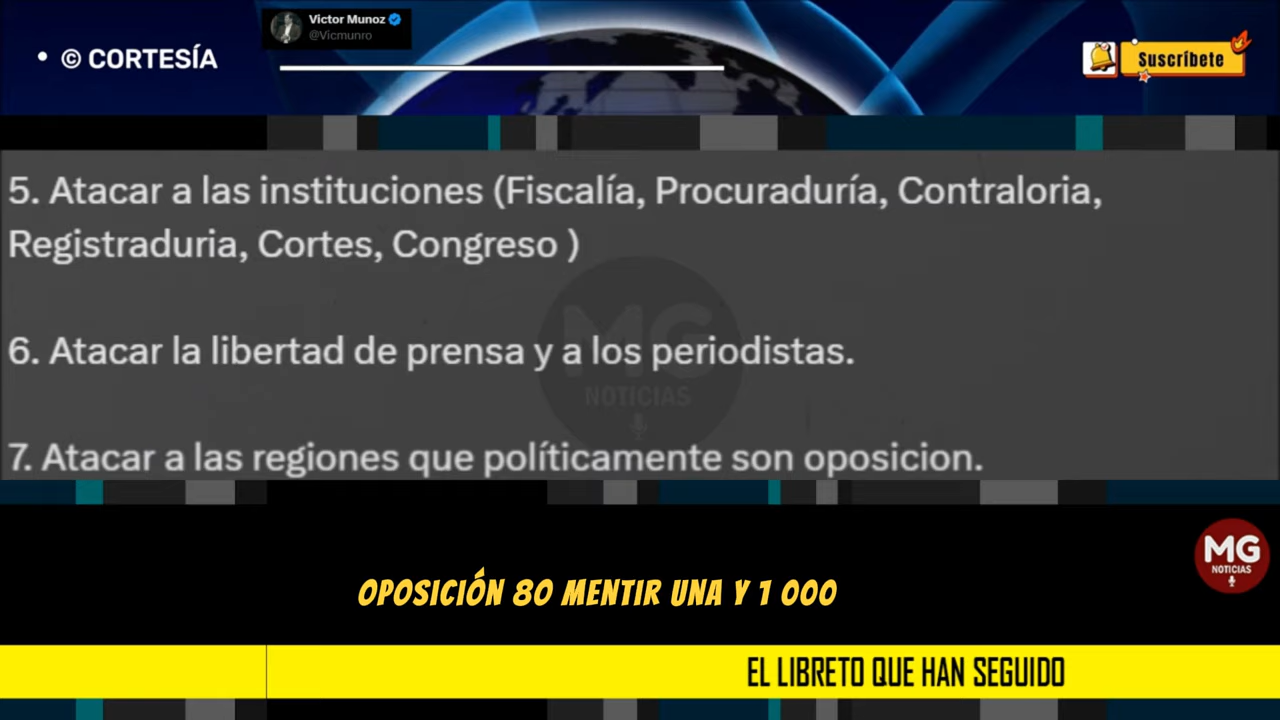 Victor Munoz
@Vicmunro
• © CORTESÍA
Suscríbete
5. Atacar a las instituciones (Fiscalía, Procuraduría, Contraloria,
Registraduria, Cortes, Congreso )
6. Atacar la libertad de prensa y a los periodistas.
MG
NOTICIAS
7. Atacar a las regiones que políticamente son oposicion.
MG
NOTICIAS
OPOSICIÓN 80 MENTIR UNA Y 1 000
EL LIBRETO QUE HAN SEGUIDO